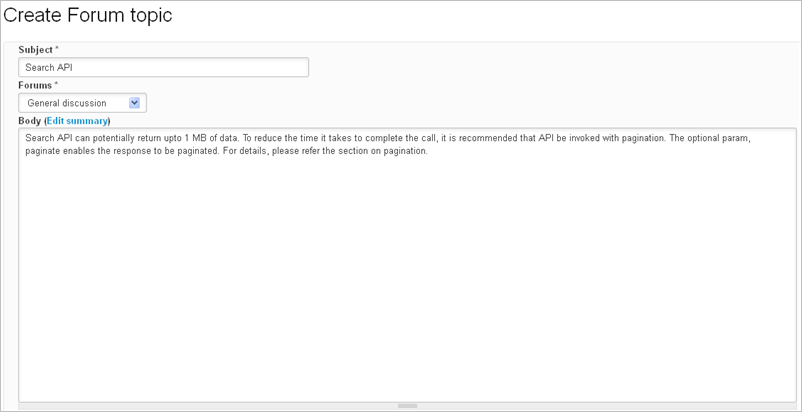 Create Forum topic
Subject *
Search API
Forums *
General discussion
Body (Edit summary)
Search API can potentially return upto 1 MB of data. To reduce the time it takes to complete the call, it is recommended that API be invoked with pagination. The optional param,
paginate enables the response to be paginated. For details, please refer the section on pagination.